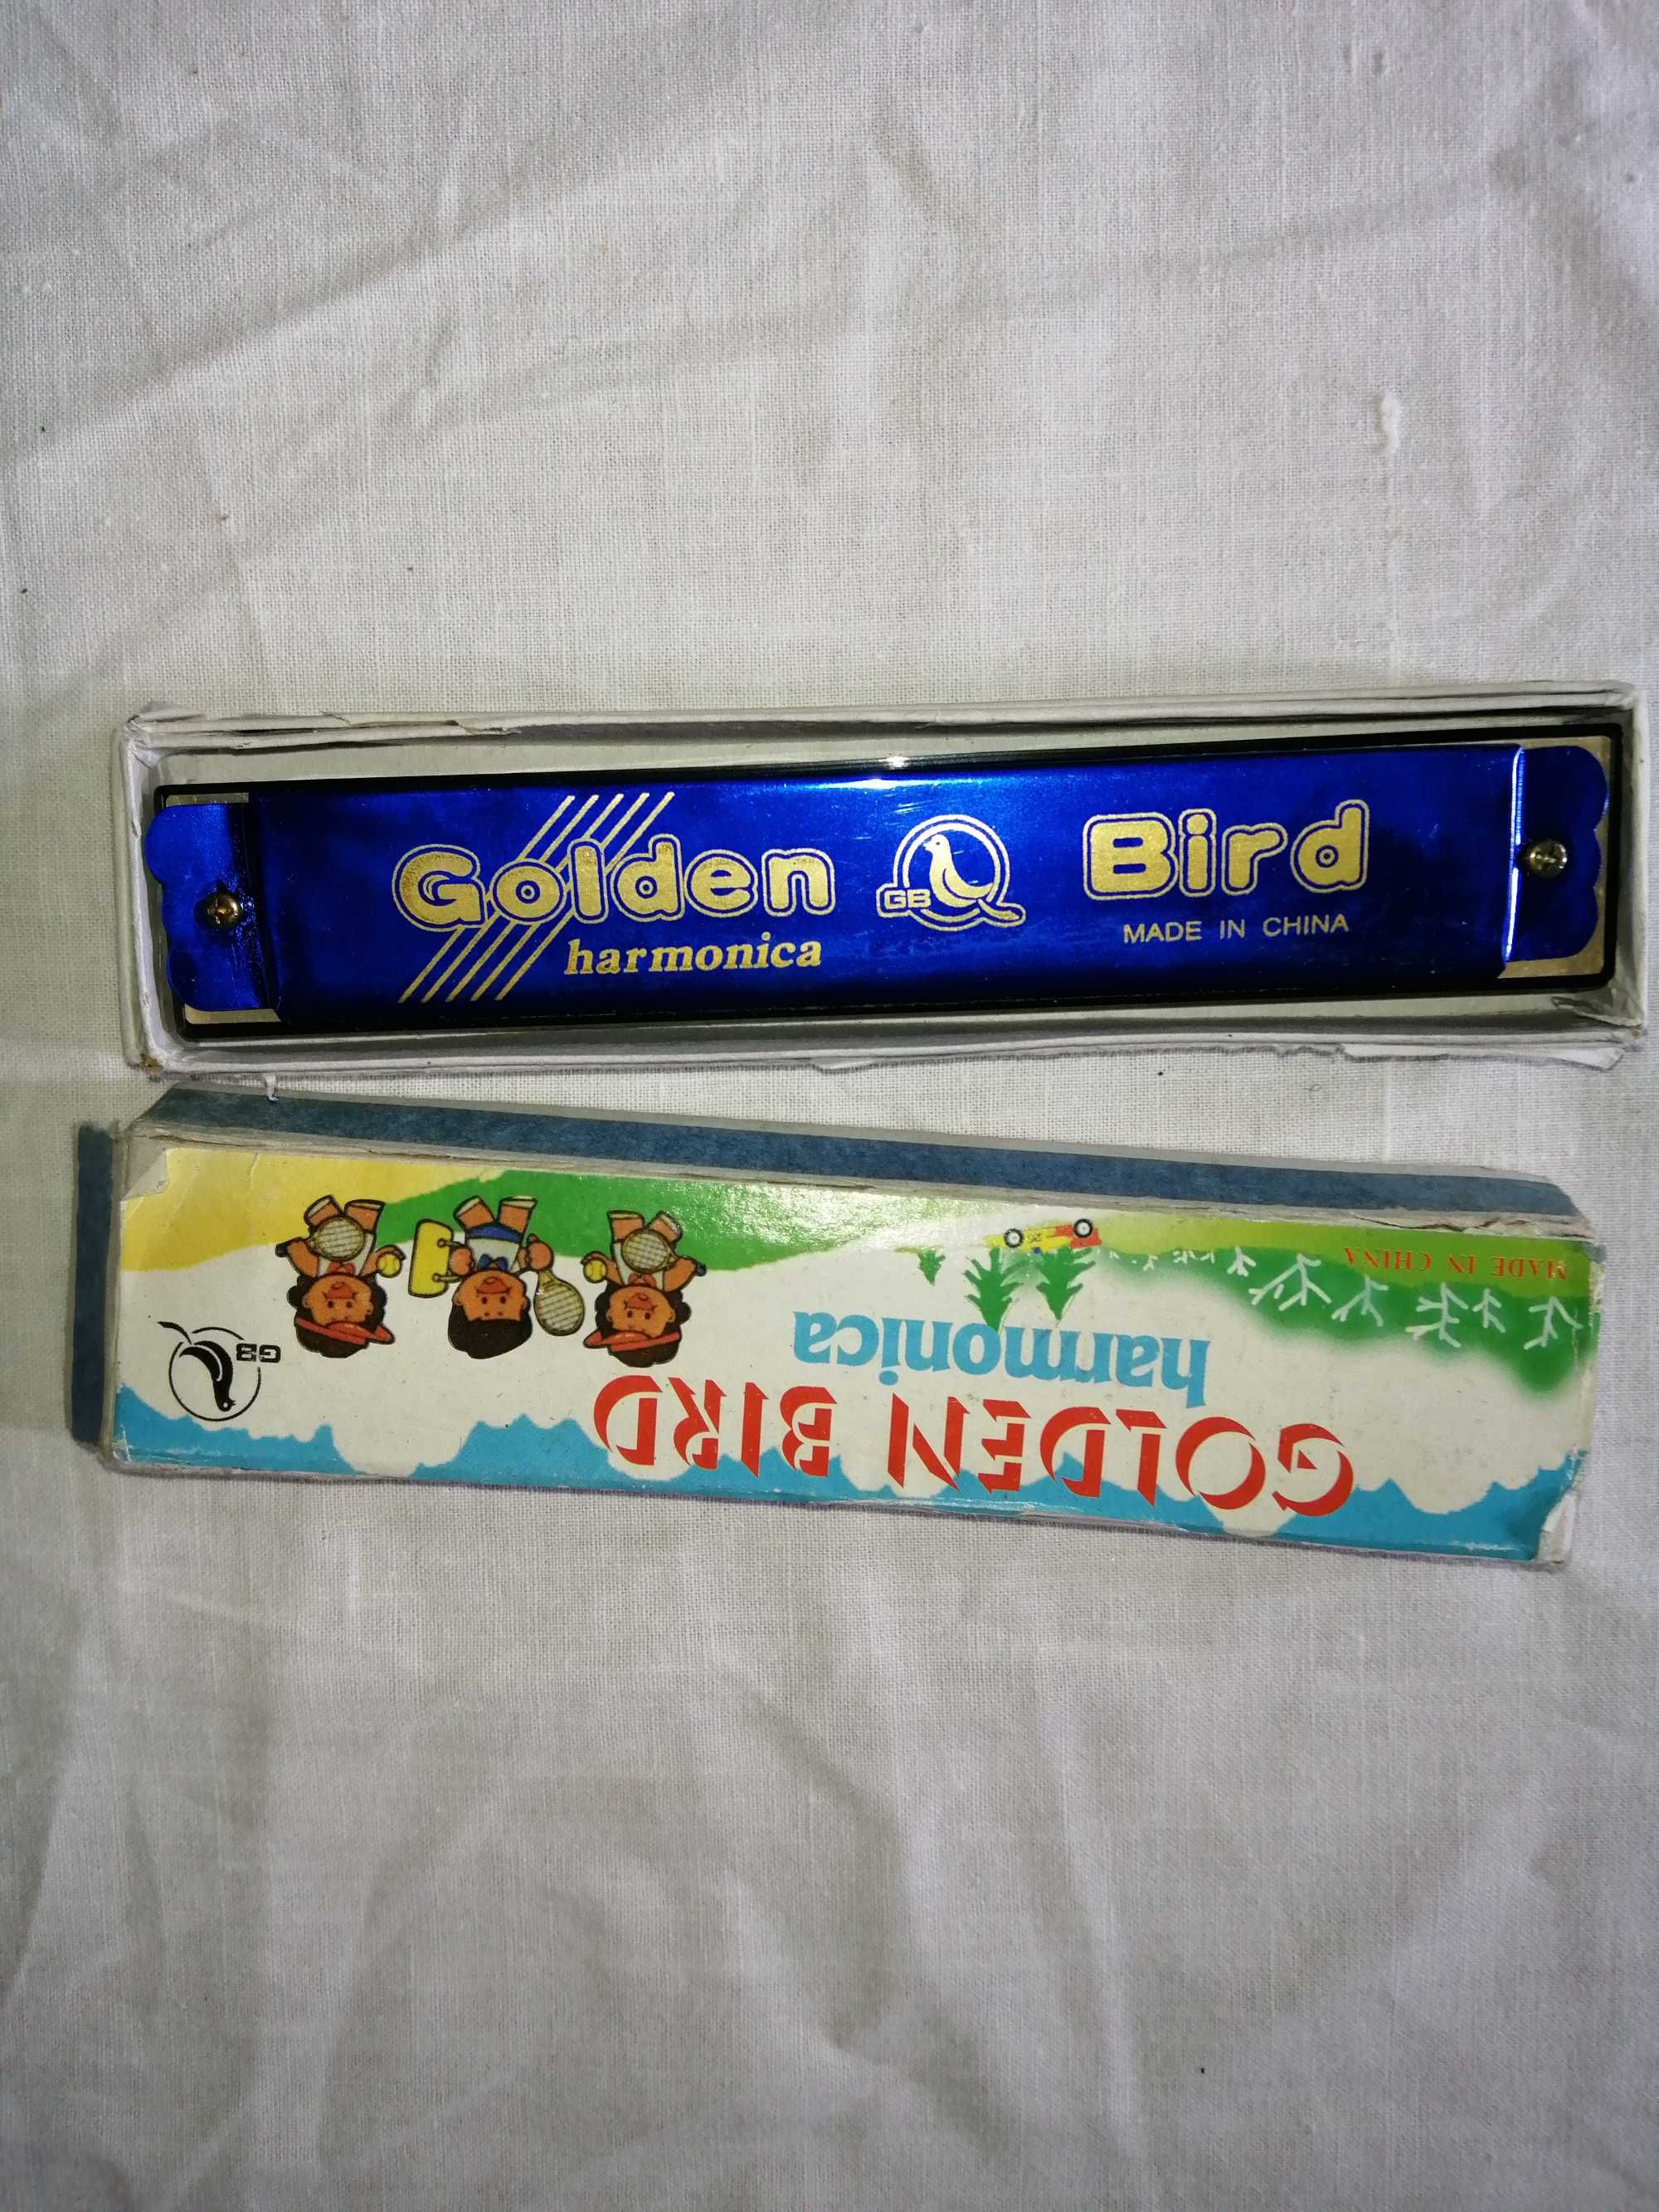 Golden GB Bird
harmonica MADE IN CHINA
GOLDEN BIRD
harmonica
GB
MADE IN CHINA